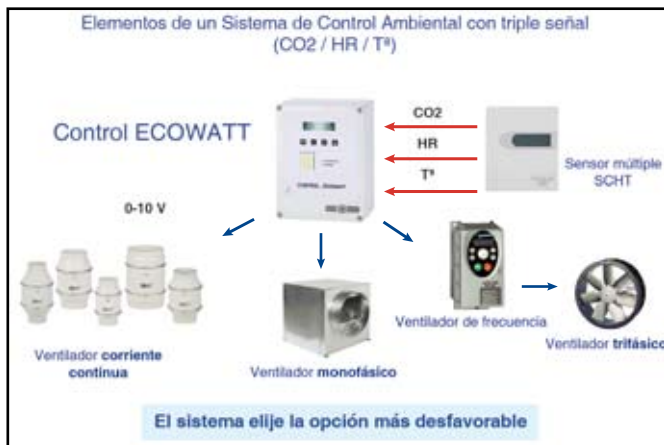 Elementos de un Sistema de Control Ambiental con triple señal
(CO2 / HR / Tª)
Control ECOWATT
CO2
HR
Tª
Sensor múltiple
SCHT
0-10 V
CONTROL ECOWATT
Ventilador corriente
continua
Ventilador monofásico
Ventilador de frecuencia
Ventilador trifásico
El sistema elije la opción más desfavorable